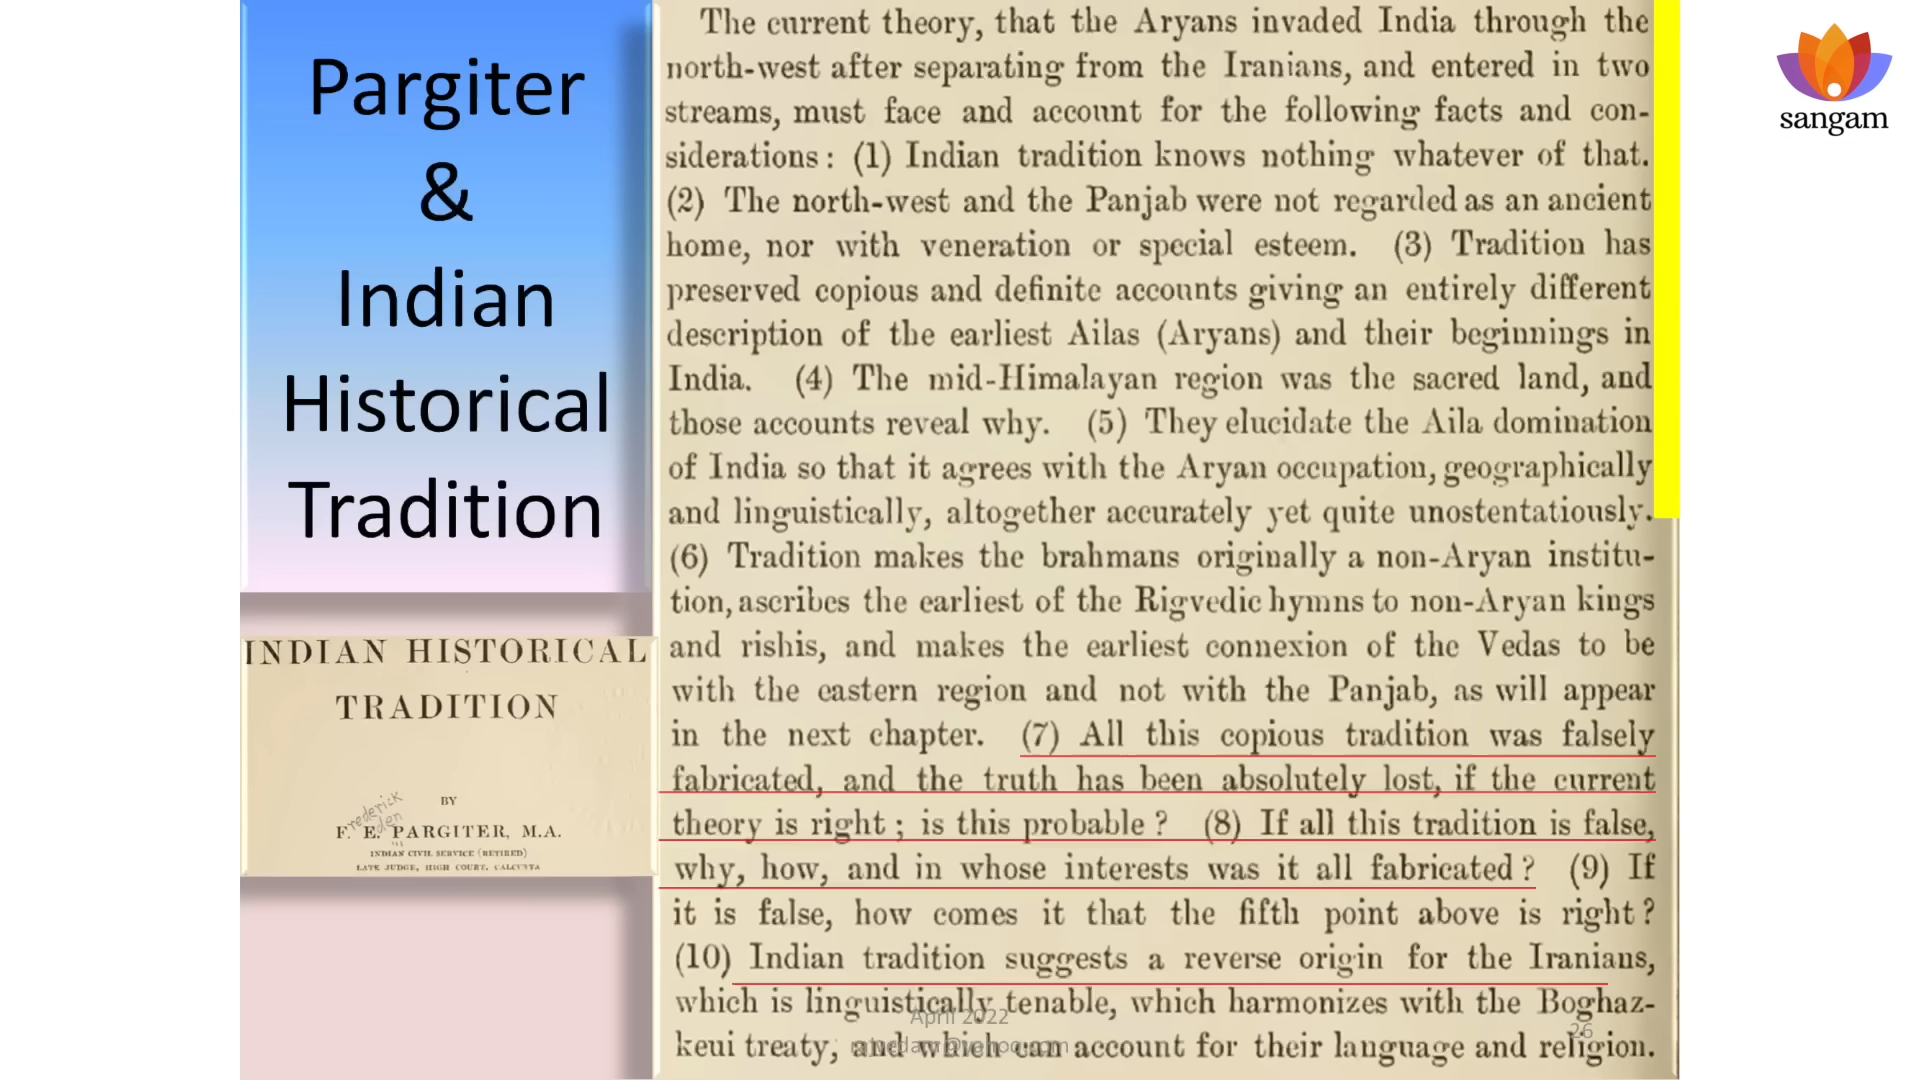 Pargiter
&
Indian
Historical
Tradition
INDIAN HISTORICAL
TRADITION
BY
Frederick
Eden
F. E. PARGITER, M.A.
INDIAN CIVIL SERVICE (RETIRED)
LATE JUDGE, HIGH COURT, CALCUTTA
The current theory, that the Aryans invaded India through the
north-west after separating from the Iranians, and entered in two
streams, must face and account for the following facts and con-
siderations: (1) Indian tradition knows nothing whatever of that.
(2) The north-west and the Panjab were not regarded as an ancient
home, nor with veneration or special esteem. (3) Tradition has
preserved copious and definite accounts giving an entirely different
description of the earliest Ailas (Aryans) and their beginnings in
India. (4) The mid-Himalayan region was the sacred land, and
those accounts reveal why. (5) They elucidate the Aila domination
of India so that it agrees with the Aryan occupation, geographically
and linguistically, altogether accurately yet quite unostentatiously.
(6) Tradition makes the brahmans originally a non-Aryan institu-
tion, ascribes the earliest of the Rigvedic hymns to non-Aryan kings
and rishis, and makes the earliest connexion of the Vedas to be
with the eastern region and not with the Panjab, as will appear
in the next chapter. (7) All this copious tradition was falsely
fabricated, and the truth has been absolutely lost, if the current
theory is right; is this probable? (8) If all this tradition is false,
why, how, and in whose interests was it all fabricated? (9) If
it is false, how comes it that the fifth point above is right?
(10) Indian tradition suggests a reverse origin for the Iranians,
which is linguistically tenable, which harmonizes with the Boghaz-
keui treaty, and which can account for their language and religion.
April 2022
26
sangam